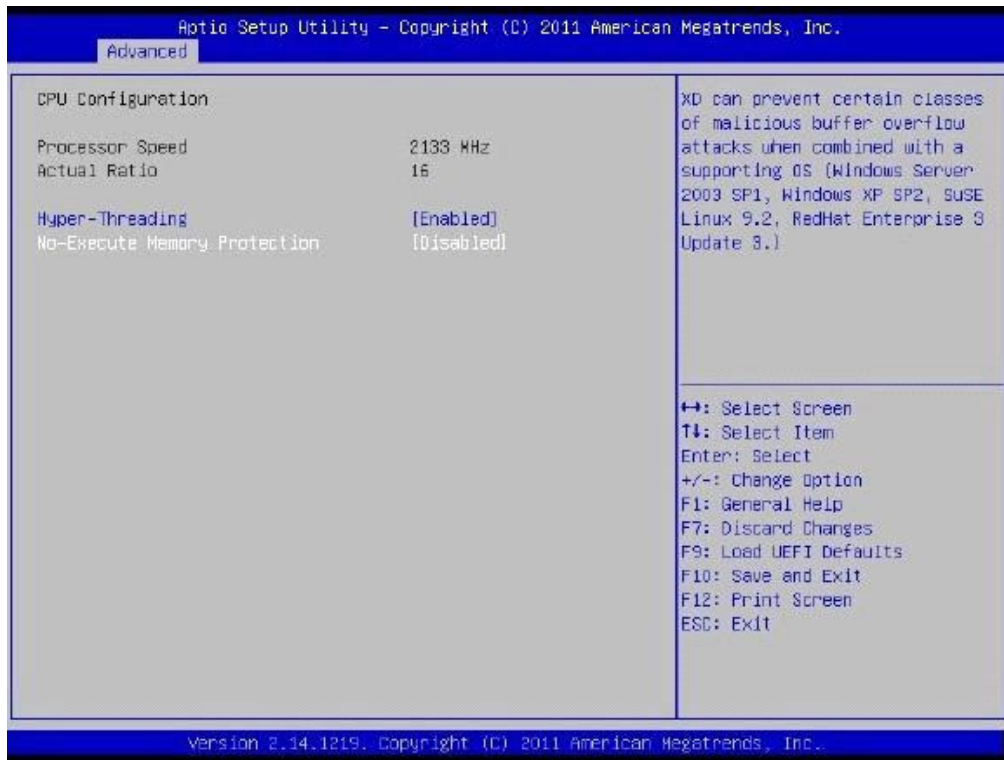 Aptio Setup Utility - Copyright (C) 2011 American Megatrends, Inc.
Advanced
CPU Configuration
Processor Speed 2133 MHz
Actual Ratio 16
Hyper-Threading [Enabled]
No-Execute Memory Protection [Disabled]
XD can prevent certain classes
of malicious buffer overflow
attacks when combined with a
supporting OS (Windows Server
2003 SP1, Windows XP SP2, SuSE
Linux 9.2, RedHat Enterprise 3
Update 3.)
↔: Select Screen
↑↓: Select Item
Enter: Select
+/-: Change Option
F1: General Help
F7: Discard Changes
F9: Load UEFI Defaults
F10: Save and Exit
F12: Print Screen
ESC: Exit
Version 2.14.1219. Copyright (C) 2011 American Megatrends, Inc.